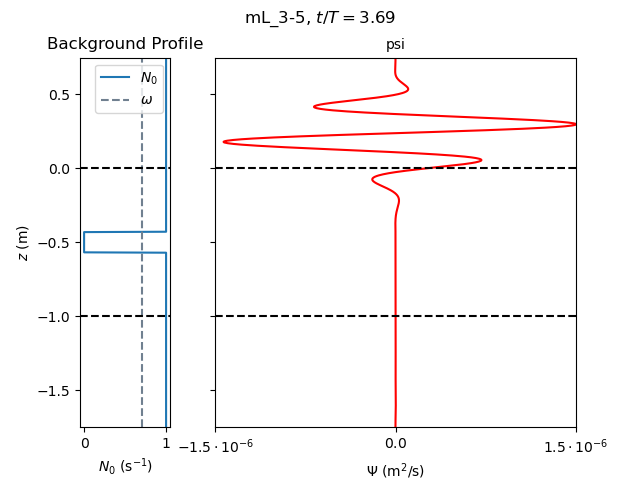 mL_3-5, t/T = 3.69
Background Profile
psi
N₀
ω
0.5
0.0
−0.5
−1.0
−1.5
z (m)
0
1
N₀ (s⁻¹)
−1.5 · 10⁻⁶
0.0
1.5 · 10⁻⁶
Ψ (m²/s)